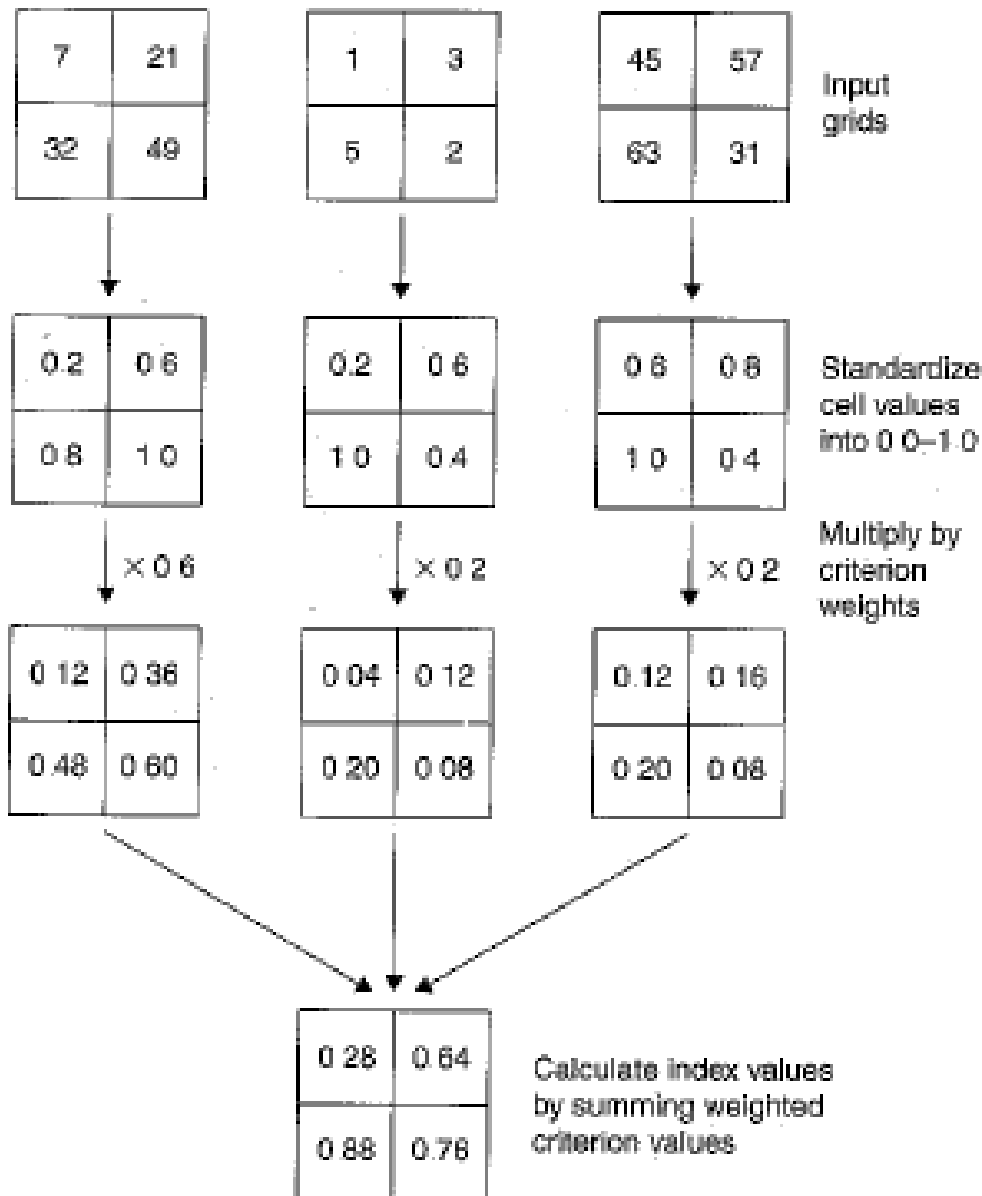 7 21 1 3 45 57
Input
grids
32 49 5 2 63 31
0.2 0 6 0.2 0 6 0 6 0 8
Standardize
cell values
into 0 0–1 0
0 8 1 0 1 0 0.4 1 0 0 4
× 0 6 × 0 2 × 0 2
Multiply by
criterion
weights
0 12 0 36 0 04 0 12 0.12 0 16
0 48 0 60 0 20 0 08 0 20 0 08
0 28 0 64
0 88 0 76
Calculate index values
by summing weighted
criterion values